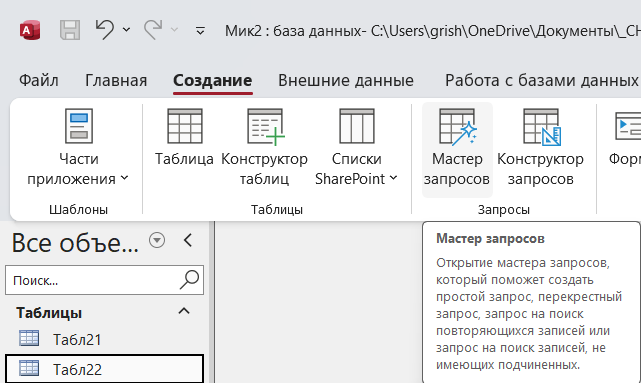 Мик2 : база данных- C:\Users\grish\OneDrive\Документы\_CH
Файл Главная Создание Внешние данные Работа с базами данных
Части приложения
Таблица
Конструктор таблиц
Списки SharePoint
Мастер запросов
Конструктор запросов
Форм
Шаблоны Таблицы Запросы
Все объе...
Поиск...
Таблицы
Табл21
Табл22
Мастер запросов
Открытие мастера запросов,
который поможет создать
простой запрос, перекрестный
запрос, запрос на поиск
повторяющихся записей или
запрос на поиск записей, не
имеющих подчиненных.